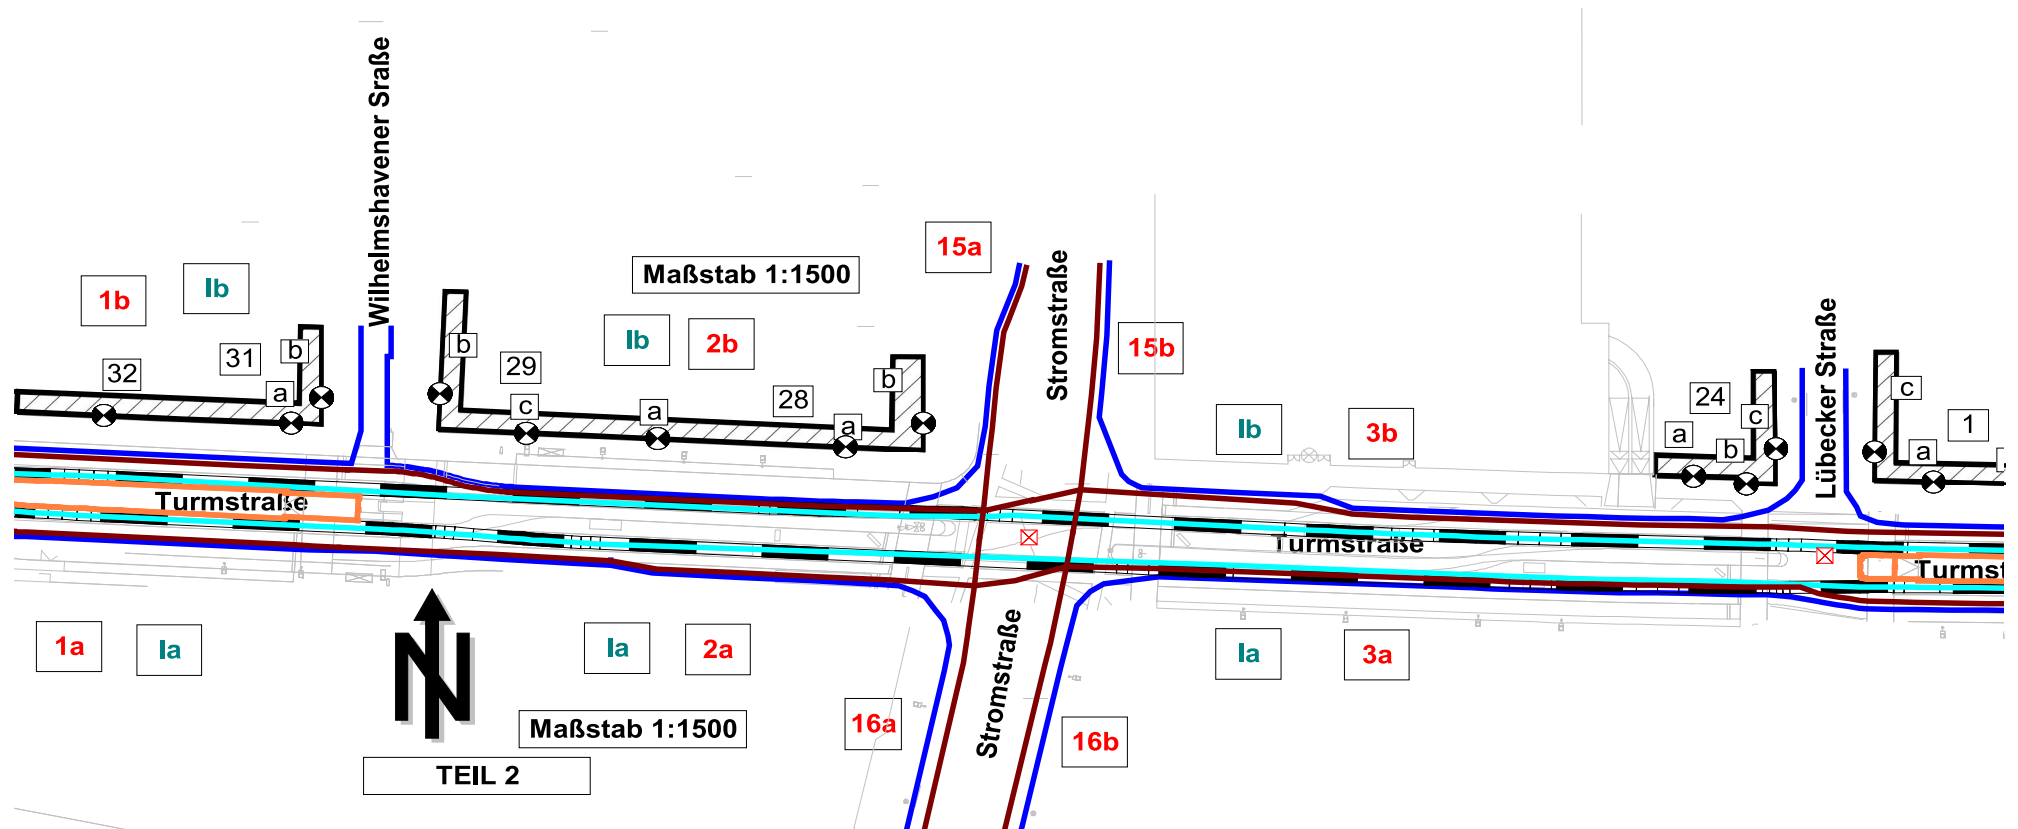 Wilhelmshavener Sraße
15a
Stromstraße
Maßstab 1:1500
1b
Ib
Ib
2b
15b
Lübecker Straße
32
31
b
a
b
29
c
a
28
b
a
Ib
3b
24
a
b
c
c
1
a
Turmstraße
Turmstraße
Turmst
1a
Ia
Ia
2a
Stromstraße
Ia
3a
N
16a
16b
Maßstab 1:1500
TEIL 2